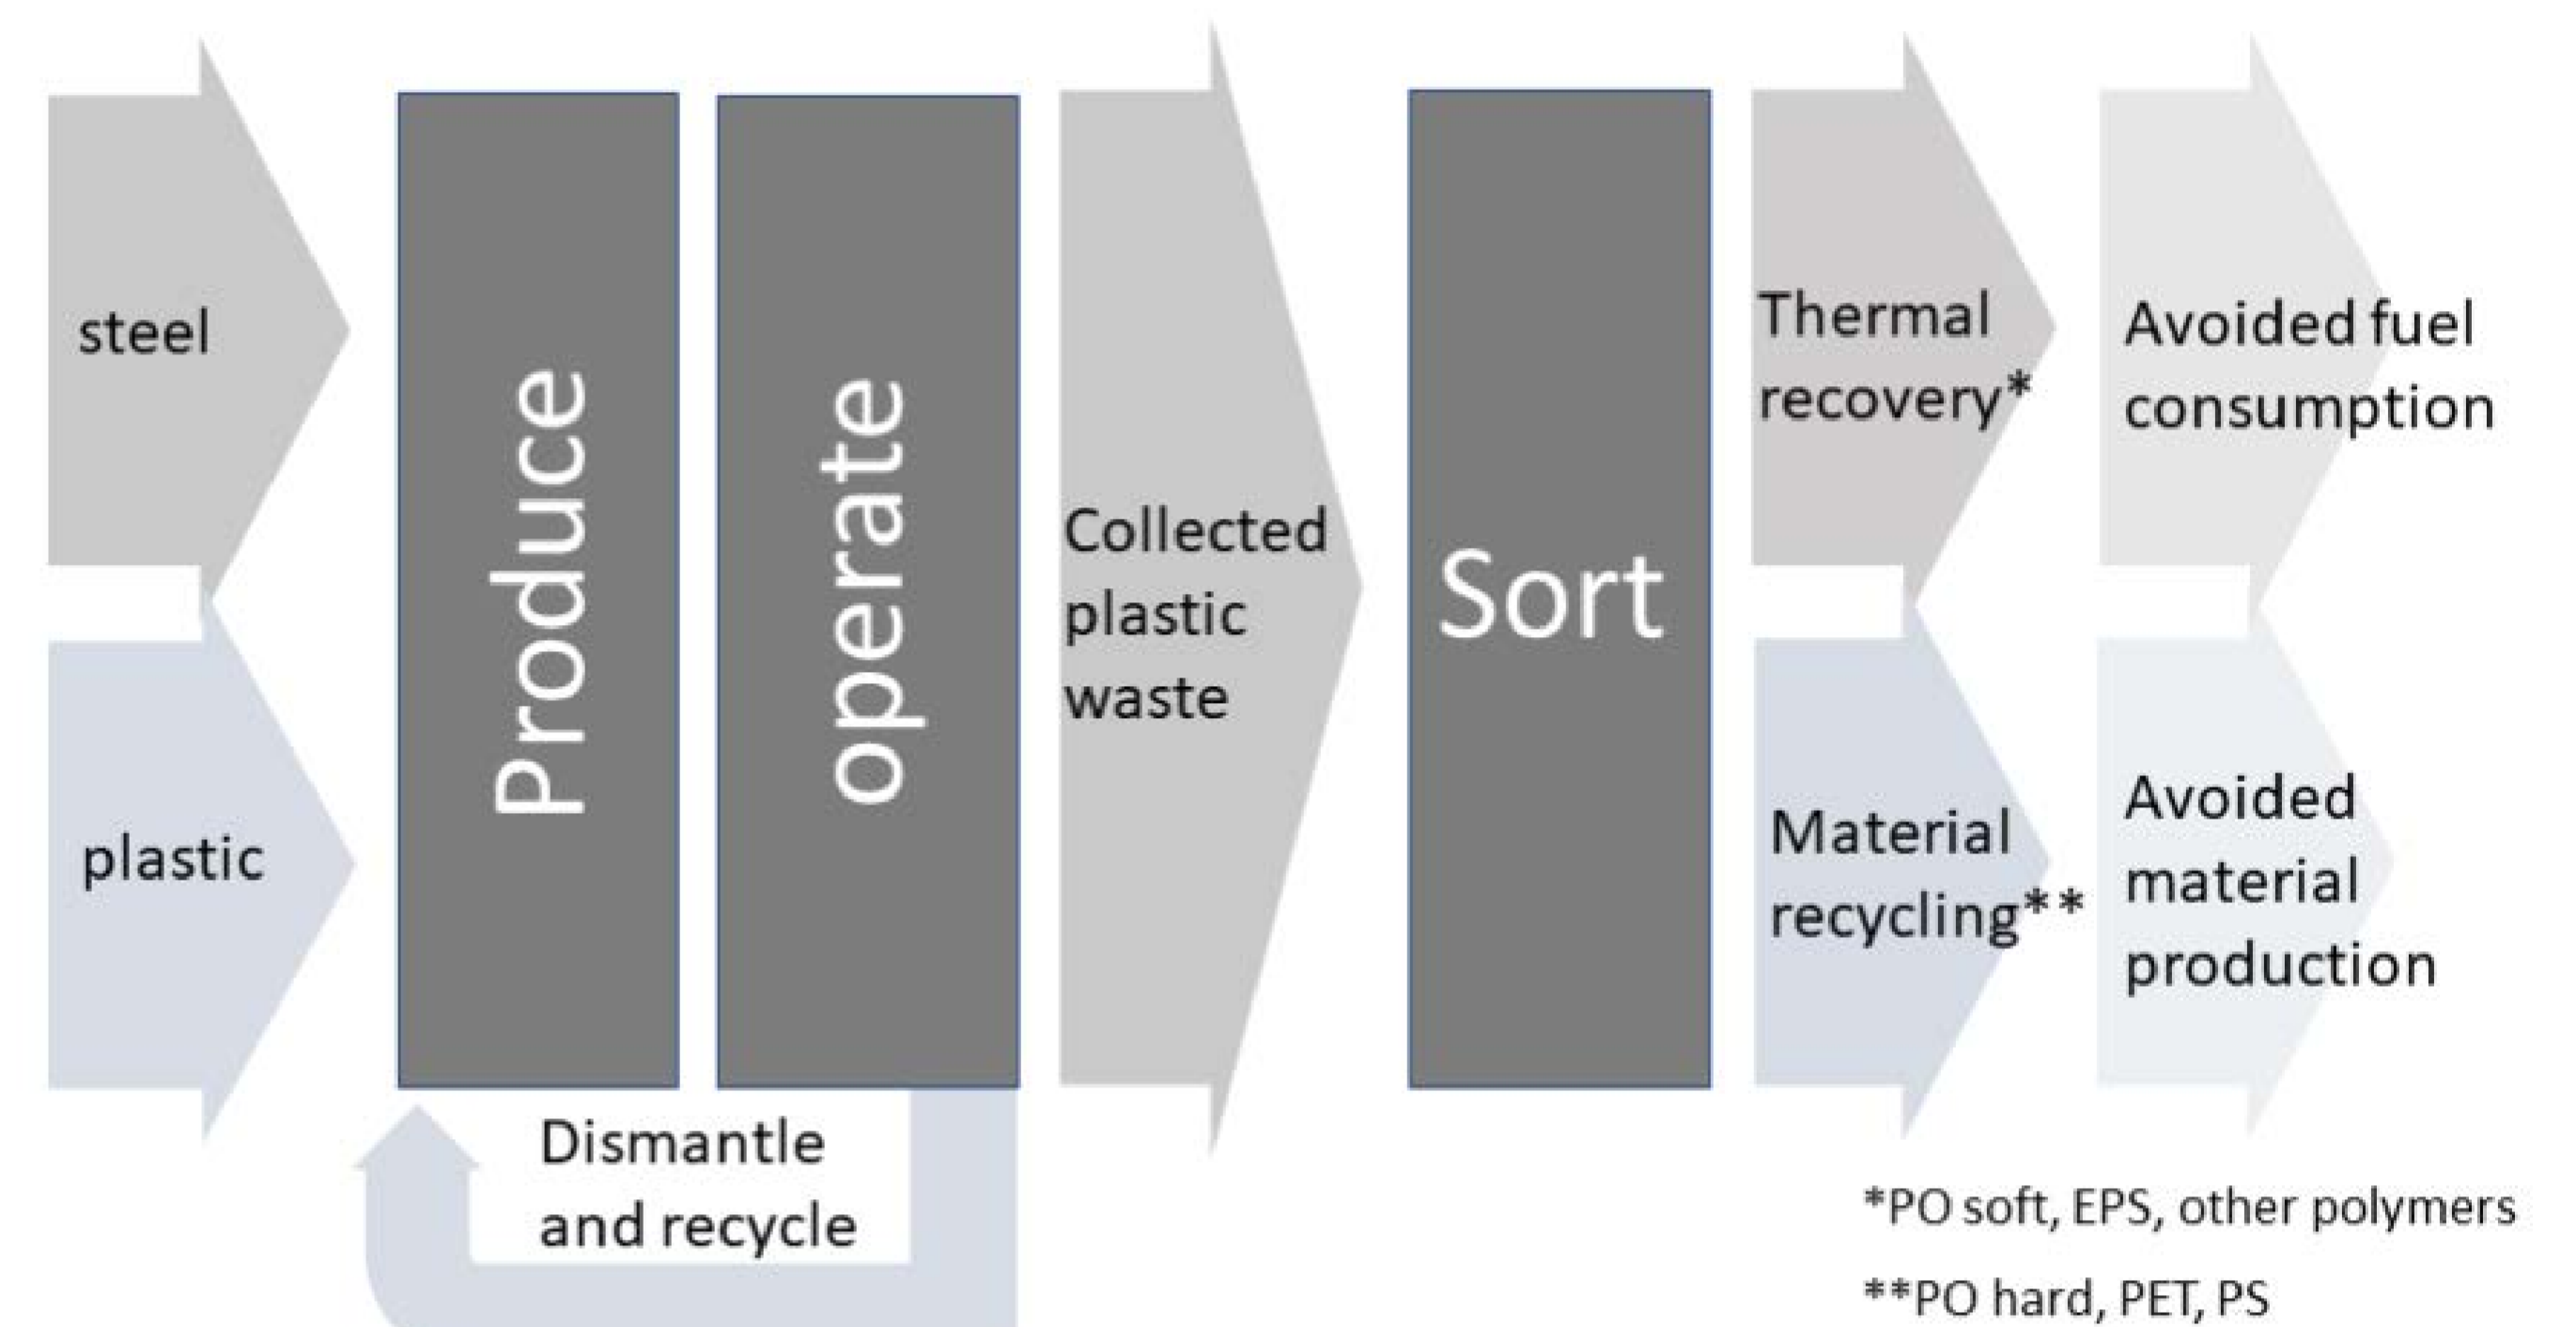 steel
plastic
Produce
operate
Dismantle
and recycle
Collected
plastic
waste
Sort
Thermal
recovery*
Material
recycling**
Avoided fuel
consumption
Avoided
material
production
*PO soft, EPS, other polymers
**PO hard, PET, PS